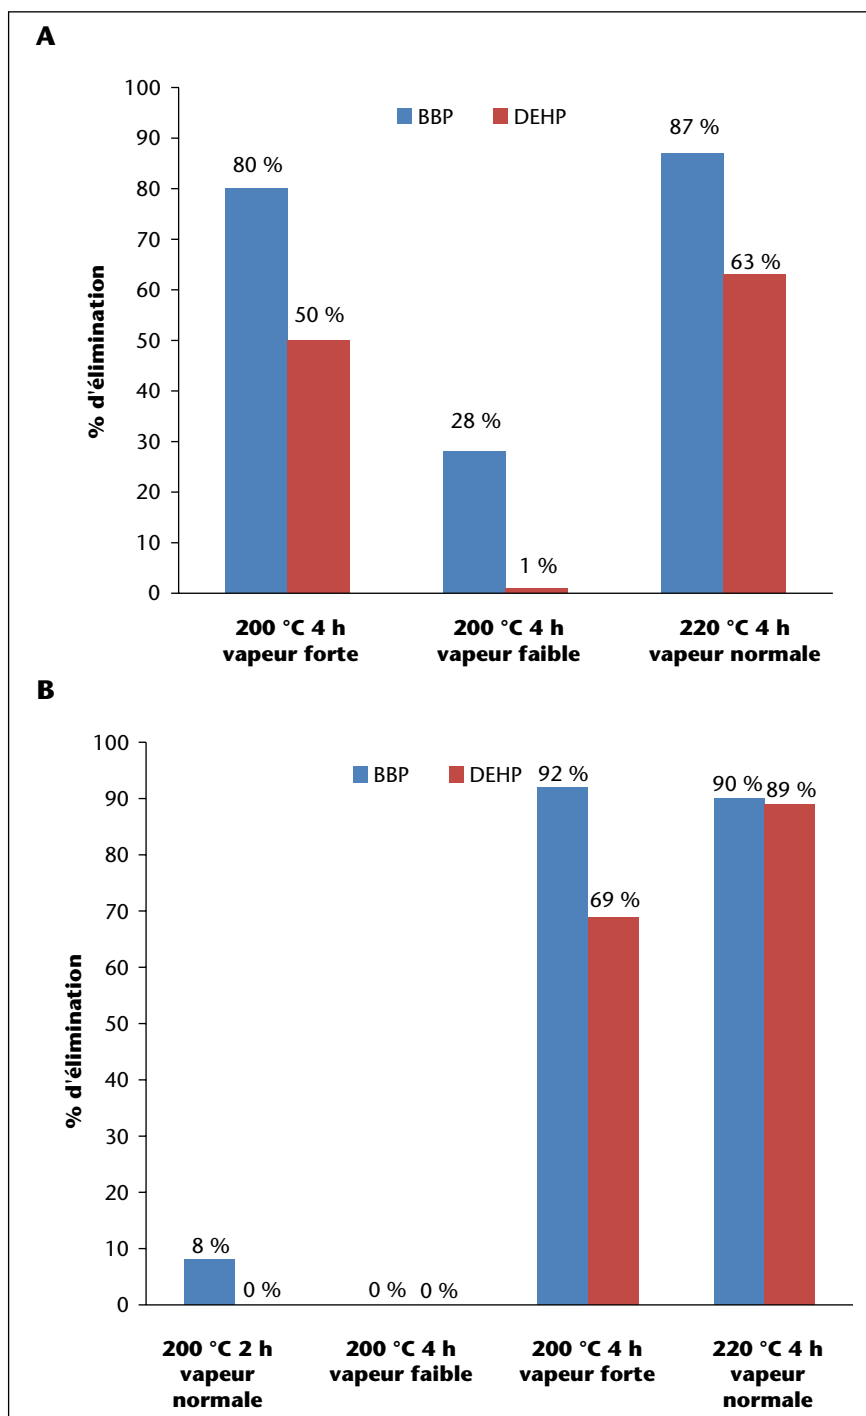 A
% d'élimination
100
90
80
70
60
50
40
30
20
10
0
BBP DEHP
80 %
50 %
28 %
1 %
87 %
63 %
200 °C 4 h
vapeur forte
200 °C 4 h
vapeur faible
220 °C 4 h
vapeur normale
B
% d'élimination
100
90
80
70
60
50
40
30
20
10
0
BBP DEHP
8 %
0 %
0 %
0 %
92 %
69 %
90 %
89 %
200 °C 2 h
vapeur
normale
200 °C 4 h
vapeur faible
200 °C 4 h
vapeur forte
220 °C 4 h
vapeur
normale